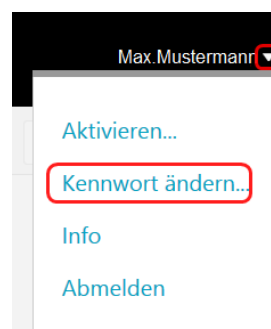 Max.Mustermann
Aktivieren...
Kennwort ändern...
Info
Abmelden